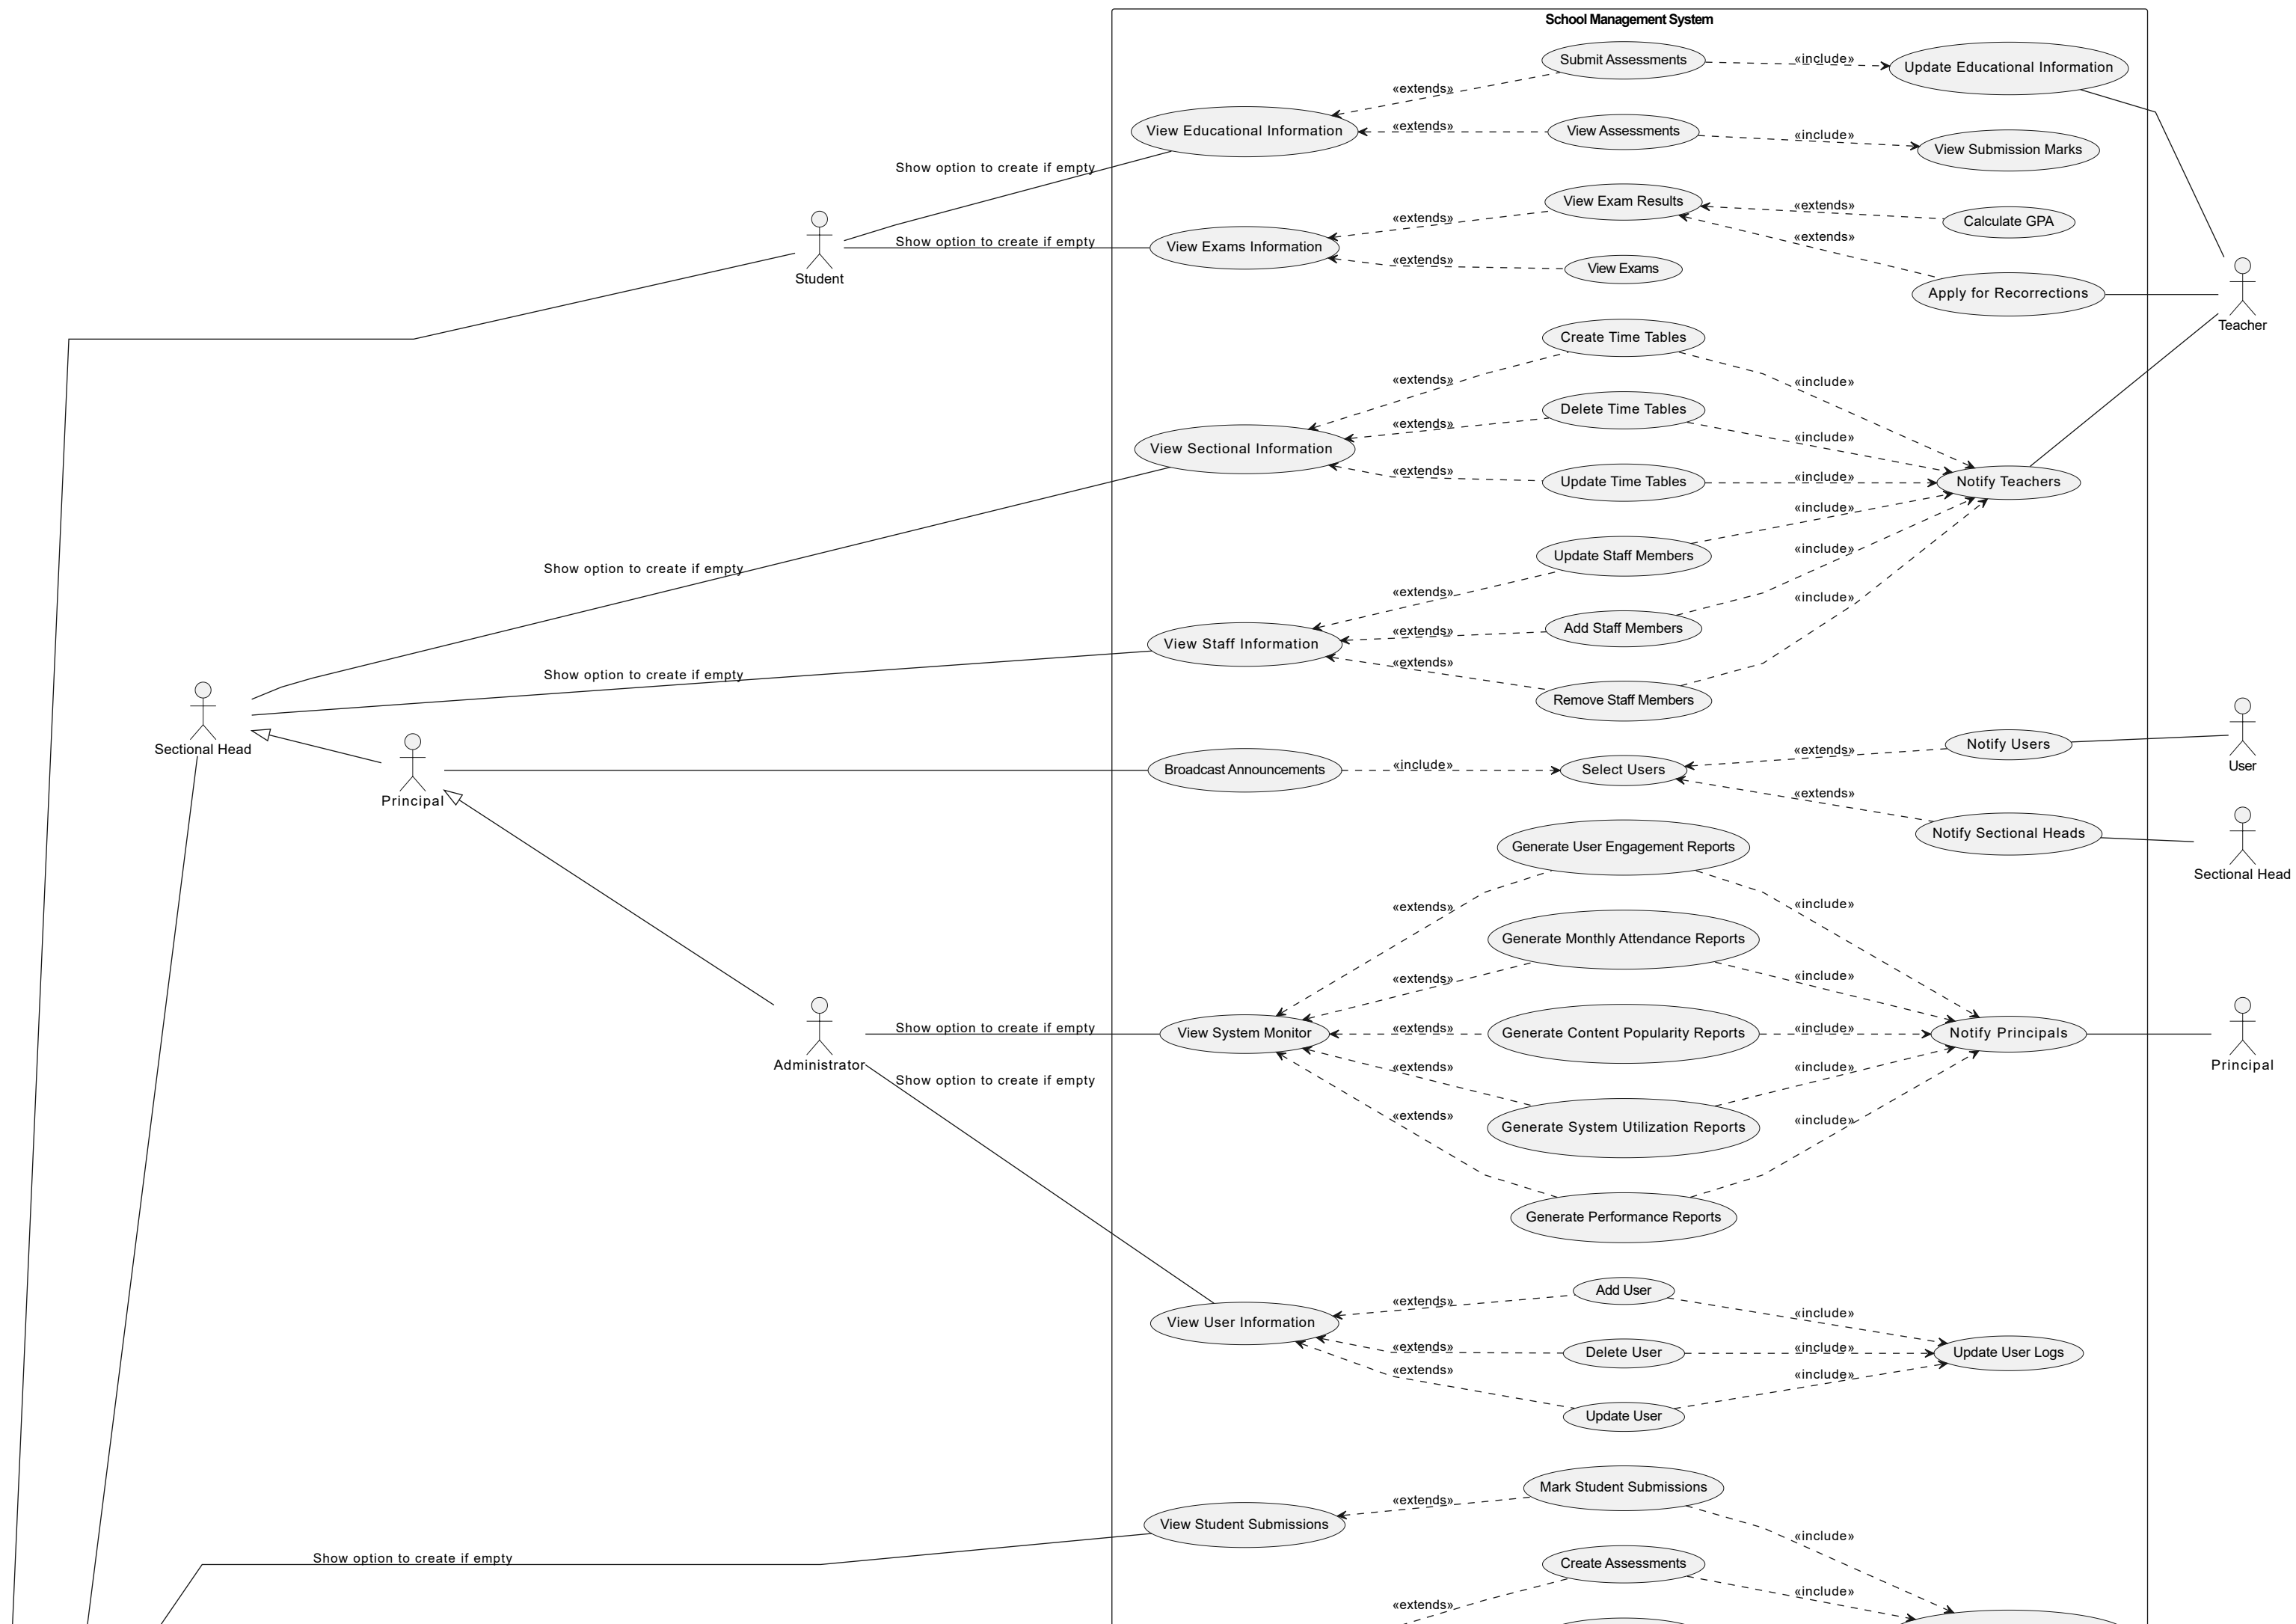 School Management System
Submit Assessments
«include»
Update Educational Information
«extends»
View Educational Information
«extends»
View Assessments
«include»
View Submission Marks
Show option to create if empty
View Exam Results
«extends»
Calculate GPA
«extends»
Show option to create if empty
View Exams Information
«extends»
«extends»
View Exams
Student
Apply for Recorrections
Teacher
Create Time Tables
«extends»
«include»
Delete Time Tables
«extends»
«include»
View Sectional Information
«extends»
Update Time Tables
«include»
Notify Teachers
«include»
Show option to create if empty
Update Staff Members
«include»
«extends»
«include»
View Staff Information
«extends»
Add Staff Members
«extends»
Show option to create if empty
Remove Staff Members
Sectional Head
Principal
Broadcast Announcements
«include»
Select Users
«extends»
Notify Users
User
«extends»
Notify Sectional Heads
Sectional Head
Generate User Engagement Reports
«extends»
«include»
Generate Monthly Attendance Reports
«extends»
«include»
Administrator
Show option to create if empty
View System Monitor
«extends»
Generate Content Popularity Reports
«include»
Notify Principals
Principal
Show option to create if empty
«extends»
«include»
Generate System Utilization Reports
«extends»
«include»
Generate Performance Reports
Add User
«extends»
«include»
View User Information
«extends»
Delete User
«include»
Update User Logs
«extends»
«include»
Update User
Mark Student Submissions
«extends»
View Student Submissions
«include»
Show option to create if empty
Create Assessments
«extends»
«include»